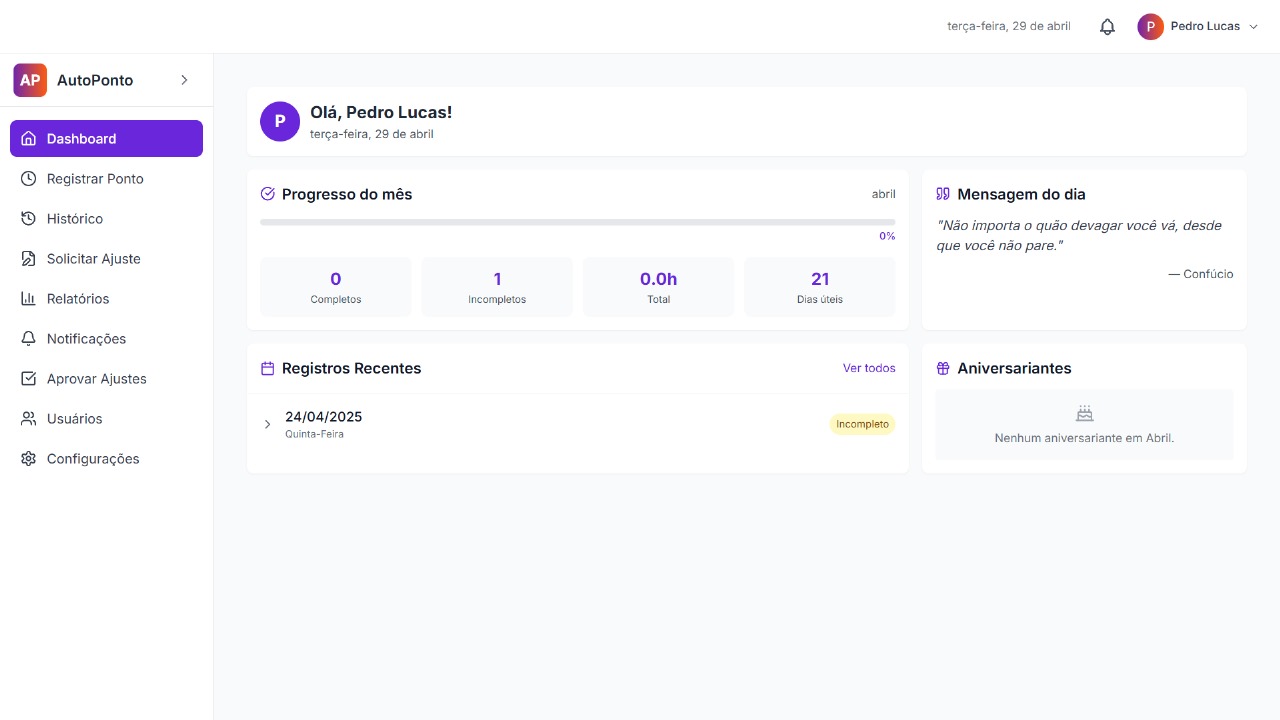 terça-feira, 29 de abril
P
Pedro Lucas
AP
AutoPonto
Dashboard
Registrar Ponto
Histórico
Solicitar Ajuste
Relatórios
Notificações
Aprovar Ajustes
Usuários
Configurações
P
Olá, Pedro Lucas!
terça-feira, 29 de abril
Progresso do mês
abril
0%
0
Completos
1
Incompletos
0.0h
Total
21
Dias úteis
Mensagem do dia
"Não importa o quão devagar você vá, desde
que você não pare."
— Confúcio
Registros Recentes
Ver todos
24/04/2025
Quinta-Feira
Incompleto
Aniversariantes
Nenhum aniversariante em Abril.